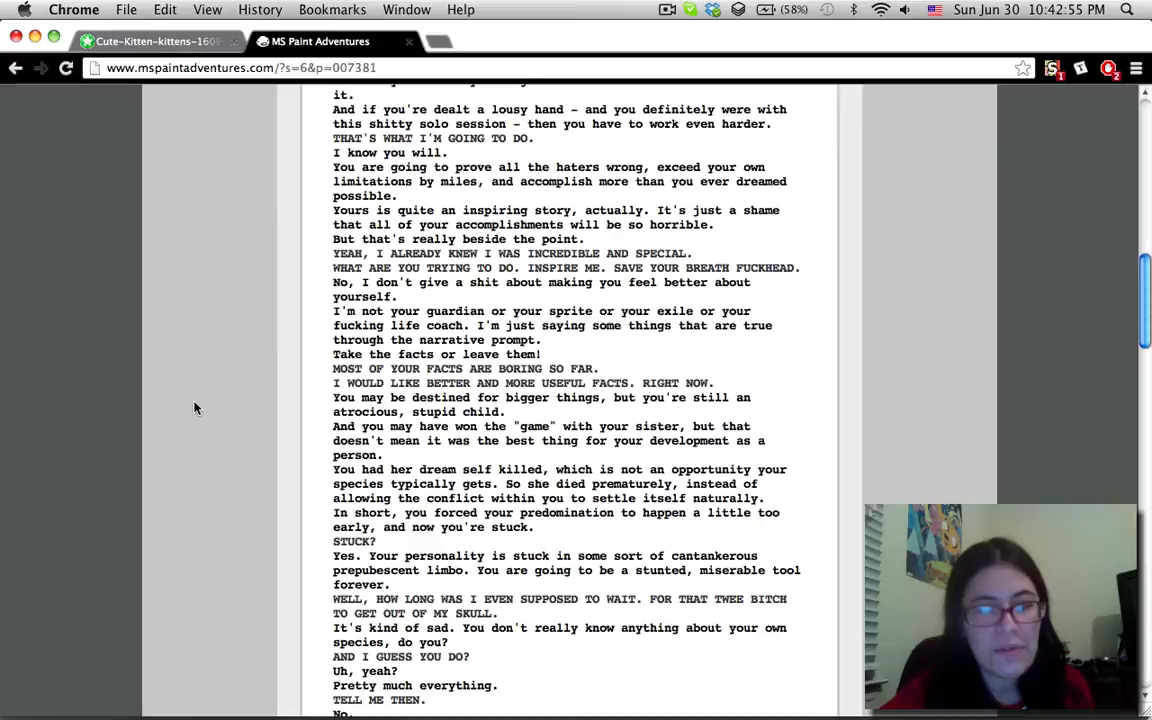 Chrome File Edit View History Bookmarks Window Help (58%) Sun Jun 30 10:42:55 PM
Cute-Kitten-kittens-1609 MS Paint Adventures
www.mspaintadventures.com/?s=6&p=007381
it.
And if you're dealt a lousy hand - and you definitely were with
this shitty solo session - then you have to work even harder.
THAT'S WHAT I'M GOING TO DO.
I know you will.
You are going to prove all the haters wrong, exceed your own
limitations by miles, and accomplish more than you ever dreamed
possible.
Yours is quite an inspiring story, actually. It's just a shame
that all of your accomplishments will be so horrible.
But that's really beside the point.
YEAH, I ALREADY KNEW I WAS INCREDIBLE AND SPECIAL.
WHAT ARE YOU TRYING TO DO. INSPIRE ME. SAVE YOUR BREATH FUCKHEAD.
No, I don't give a shit about making you feel better about
yourself.
I'm not your guardian or your sprite or your exile or your
fucking life coach. I'm just saying some things that are true
through the narrative prompt.
Take the facts or leave them!
MOST OF YOUR FACTS ARE BORING SO FAR.
I WOULD LIKE BETTER AND MORE USEFUL FACTS. RIGHT NOW.
You may be destined for bigger things, but you're still an
atrocious, stupid child.
And you may have won the "game" with your sister, but that
doesn't mean it was the best thing for your development as a
person.
You had her dream self killed, which is not an opportunity your
species typically gets. So she died prematurely, instead of
allowing the conflict within you to settle itself naturally.
In short, you forced your predomination to happen a little too
early, and now you're stuck.
STUCK?
Yes. Your personality is stuck in some sort of cantankerous
prepubescent limbo. You are going to be a stunted, miserable tool
forever.
WELL, HOW LONG WAS I EVEN SUPPOSED TO WAIT. FOR THAT TWEE BITCH
TO GET OUT OF MY SKULL.
It's kind of sad. You don't really know anything about your own
species, do you?
AND I GUESS YOU DO?
Uh, yeah?
Pretty much everything.
TELL ME THEN.
No.